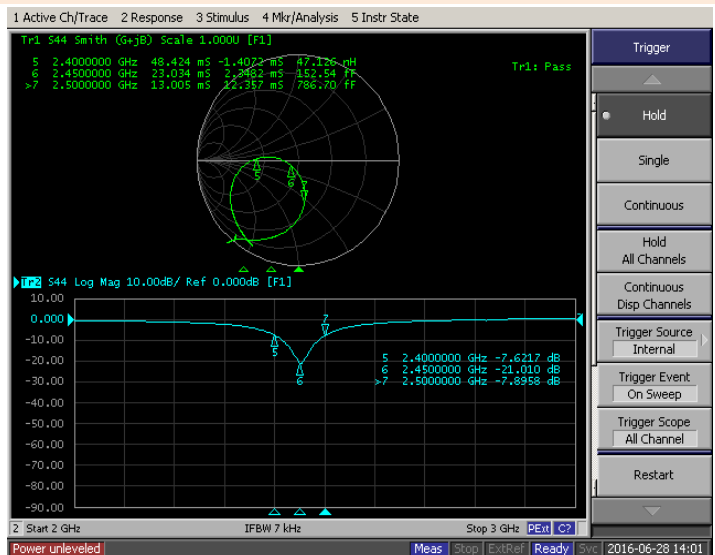 1 Active Ch/Trace 2 Response 3 Stimulus 4 Mkr/Analysis 5 Instr State
Tr1 S44 Smith (G+jB) Scale 1.000U [F1]
5 2.4000000 GHz 48.424 mS -1.4072 mS 47.126 nH
6 2.4500000 GHz 23.034 mS 2.3482 mS 152.54 fF
>7 2.5000000 GHz 13.005 mS 12.357 mS 786.70 fF
Tr1: Pass
5
6
7
Tr2 S44 Log Mag 10.00dB/ Ref 0.000dB [F1]
10.00
0.000
-10.00
-20.00
-30.00
-40.00
-50.00
-60.00
-70.00
-80.00
-90.00
5
6
7
5 2.4000000 GHz -7.6217 dB
6 2.4500000 GHz -21.010 dB
>7 2.5000000 GHz -7.8958 dB
2 Start 2 GHz IFBW 7 kHz Stop 3 GHz PExt C?
Trigger
Hold
Single
Continuous
Hold
All Channels
Continuous
Disp Channels
Trigger Source
Internal
Trigger Event
On Sweep
Trigger Scope
All Channel
Restart
Power unleveled Meas Stop ExtRef Ready Svc 2016-06-28 14:01